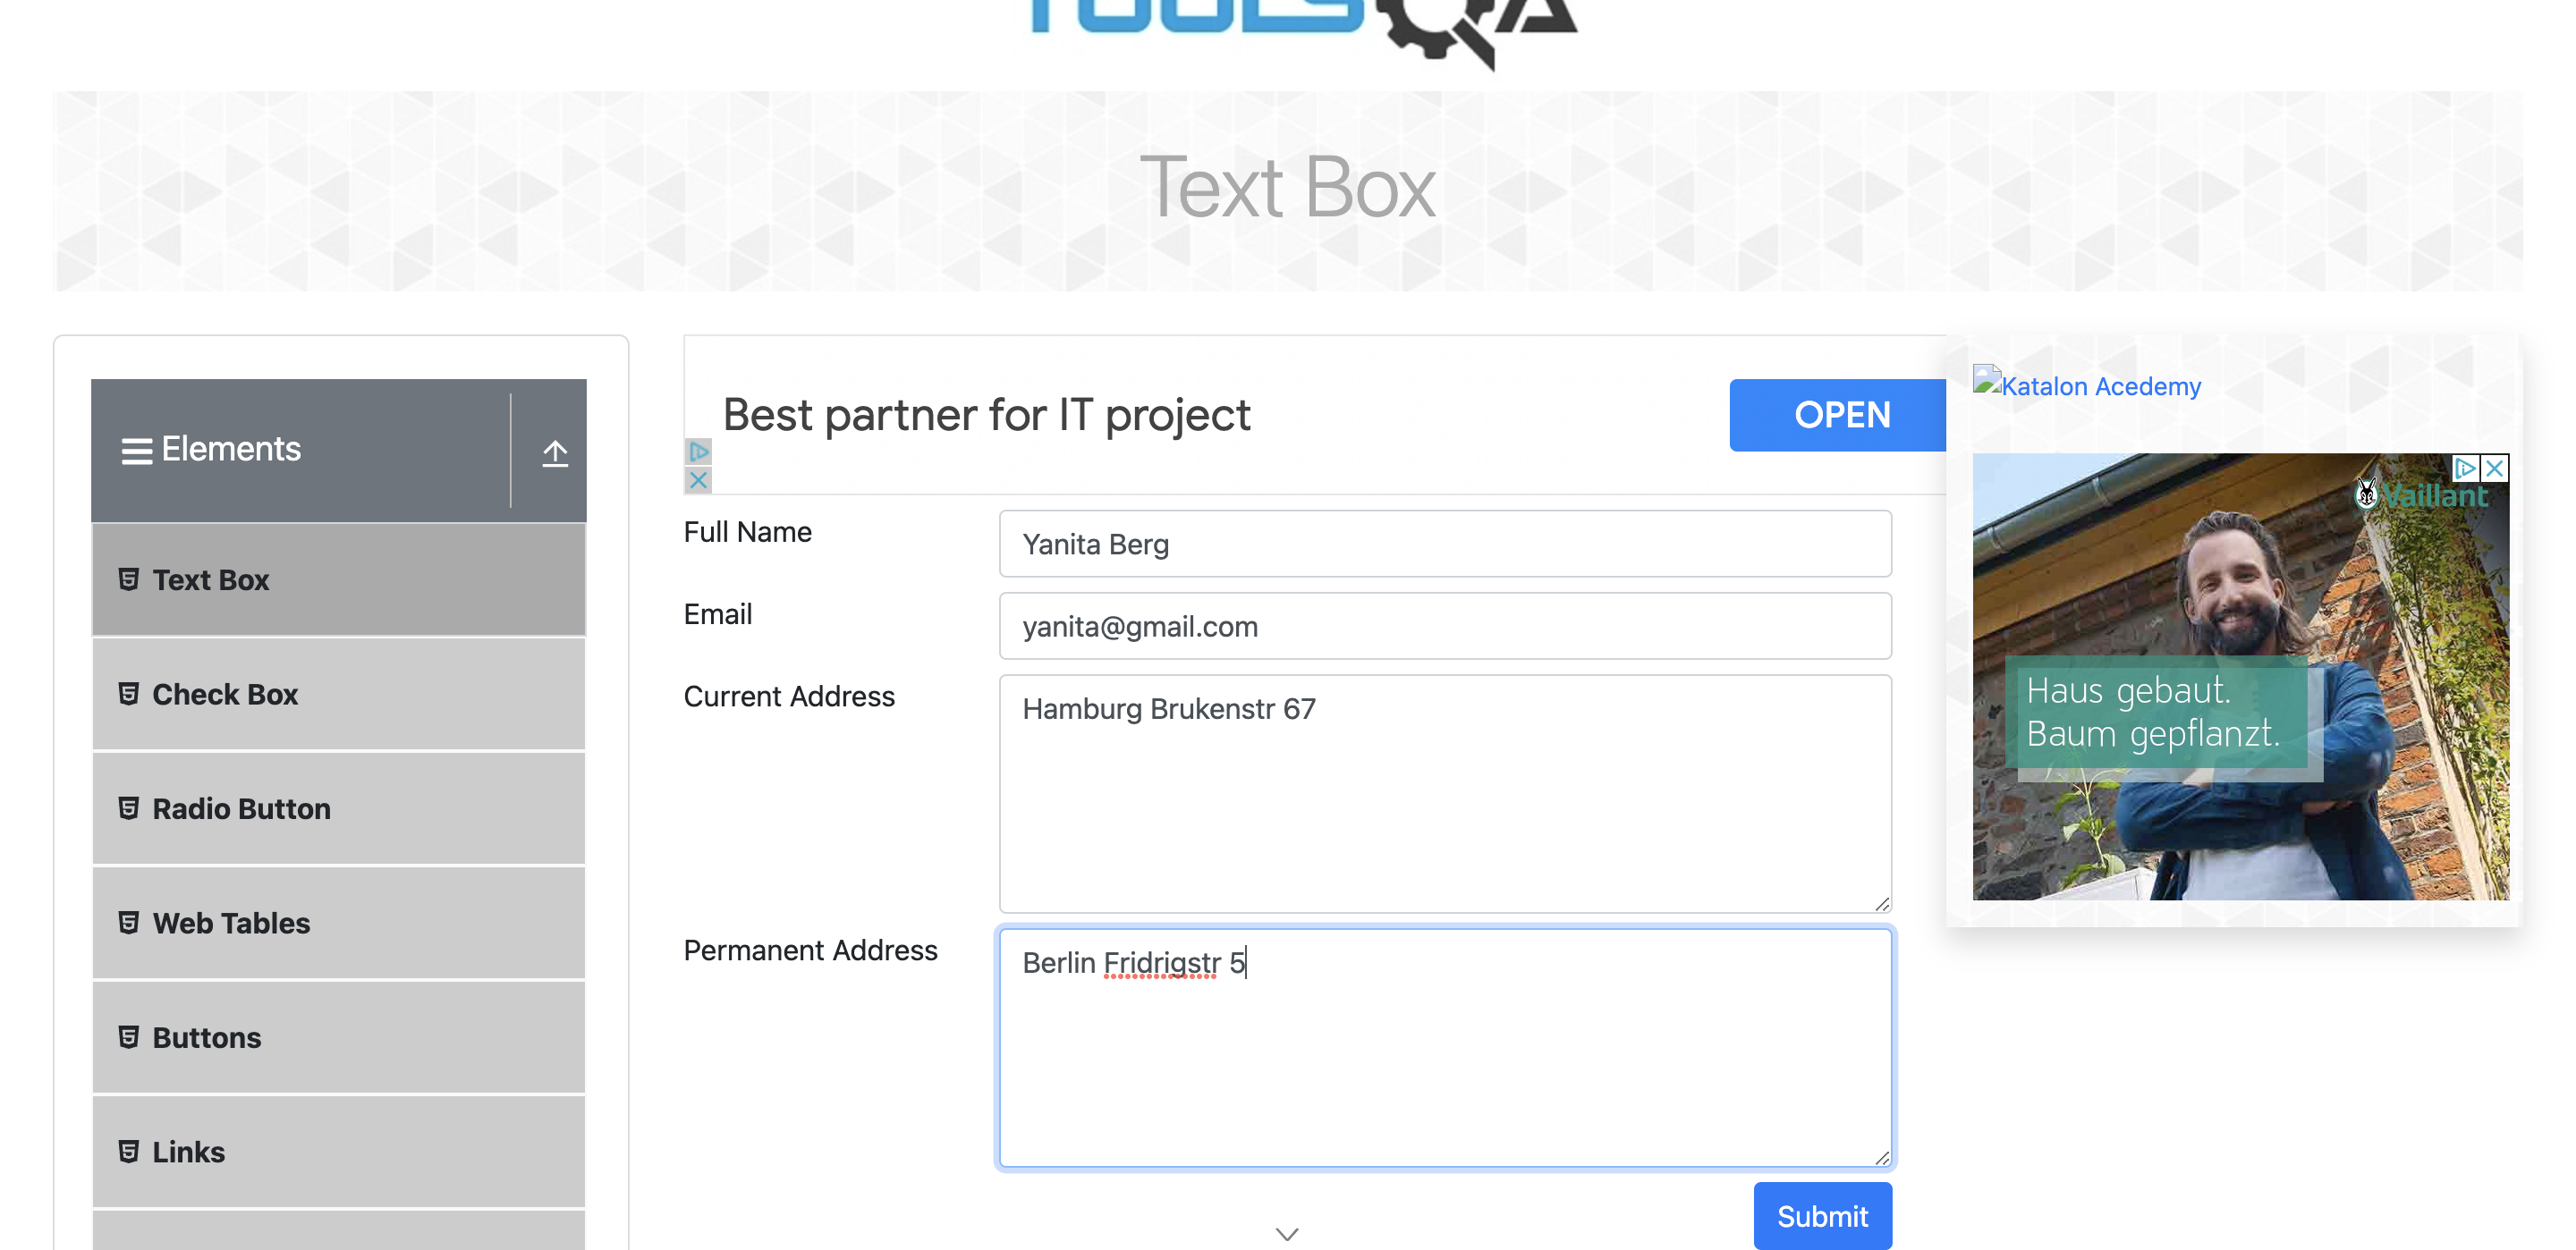 TOOLSQA
Text Box
Elements
Text Box
Check Box
Radio Button
Web Tables
Buttons
Links
Best partner for IT project
OPEN
Full Name
Yanita Berg
Email
yanita@gmail.com
Current Address
Hamburg Brukenstr 67
Permanent Address
Berlin Fridrigstr 5
Submit
Katalon Acedemy
Vaillant
Haus gebaut.
Baum gepflanzt.